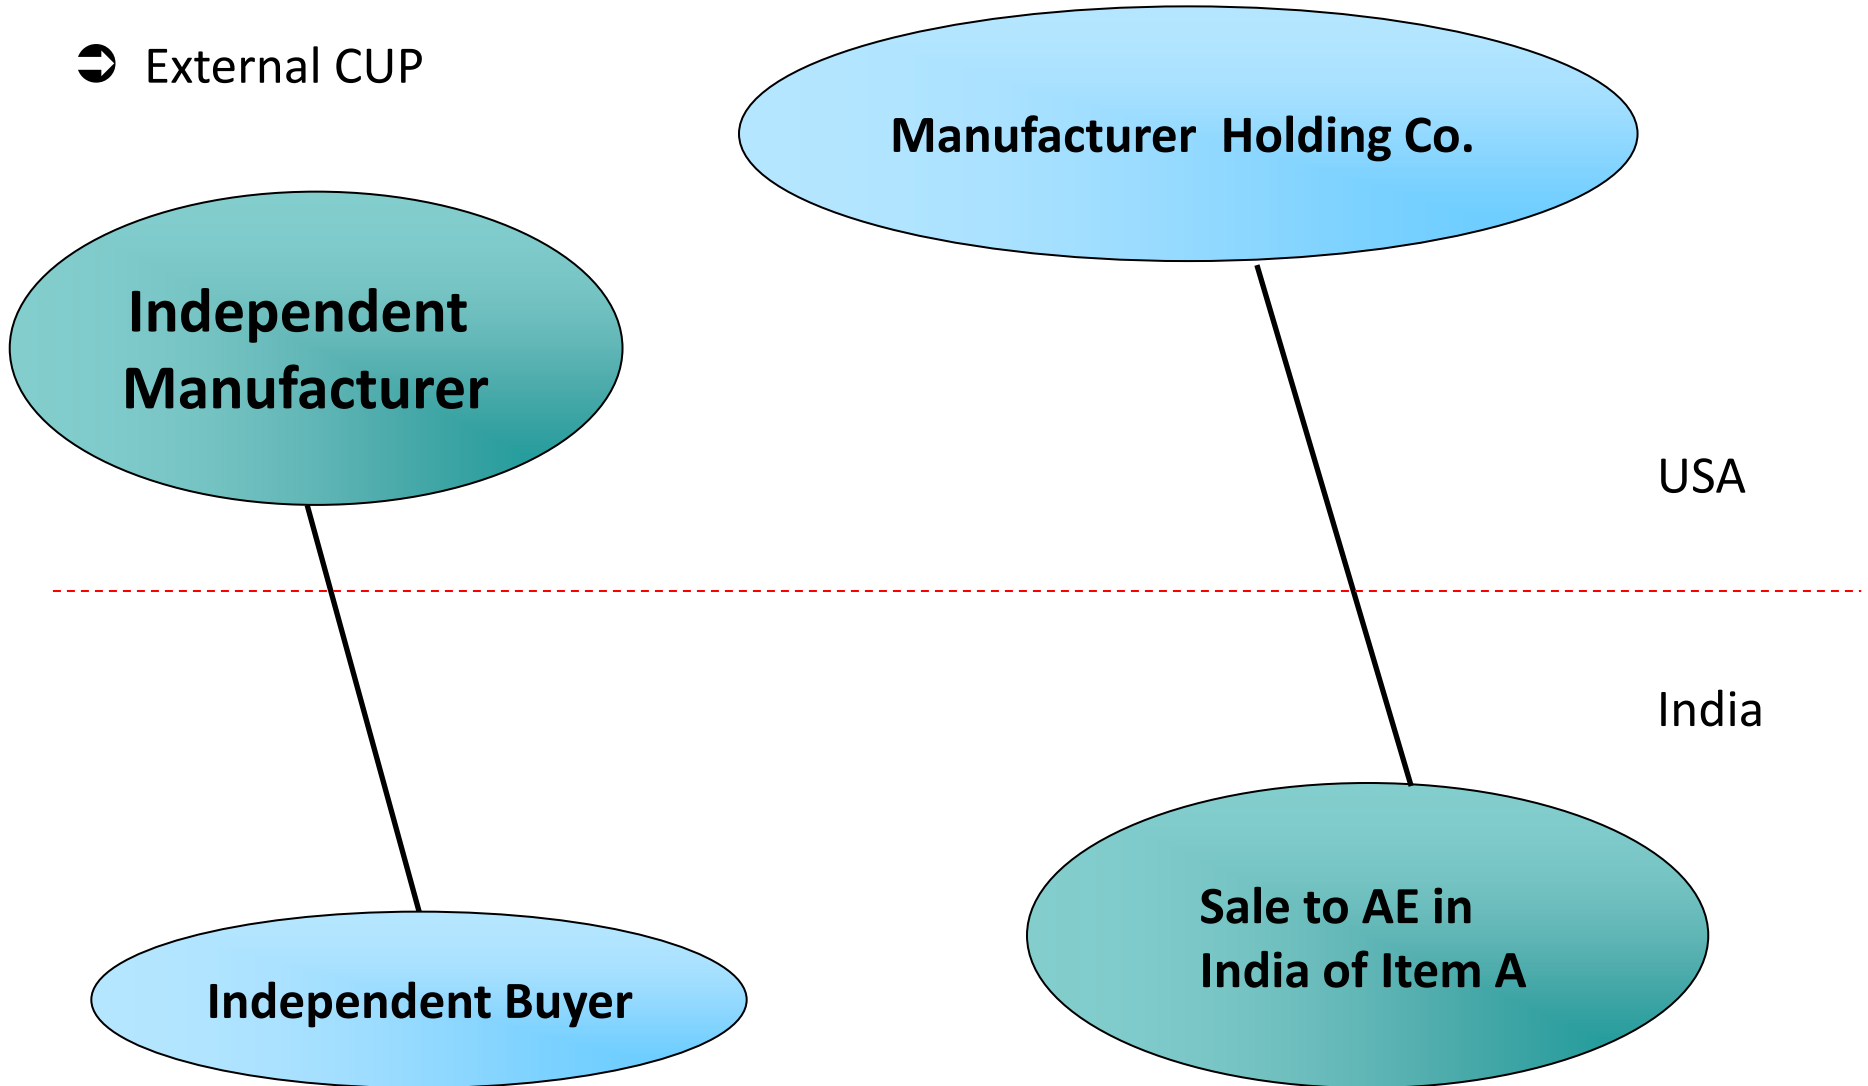 ➲ External CUP
Manufacturer Holding Co.
Independent
Manufacturer
USA
India
Sale to AE in
India of Item A
Independent Buyer